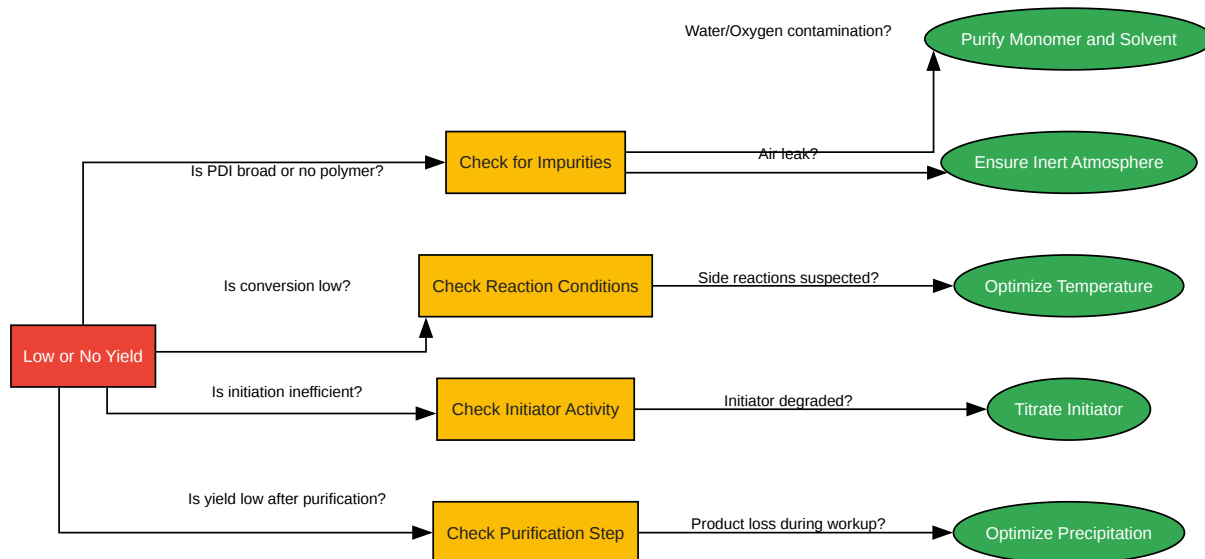 Water/Oxygen contamination?
Purify Monomer and Solvent
Is PDI broad or no polymer?
Check for Impurities
Air leak?
Ensure Inert Atmosphere
Is conversion low?
Check Reaction Conditions
Side reactions suspected?
Optimize Temperature
Low or No Yield
Is initiation inefficient?
Check Initiator Activity
Initiator degraded?
Titrate Initiator
Is yield low after purification?
Check Purification Step
Product loss during workup?
Optimize Precipitation